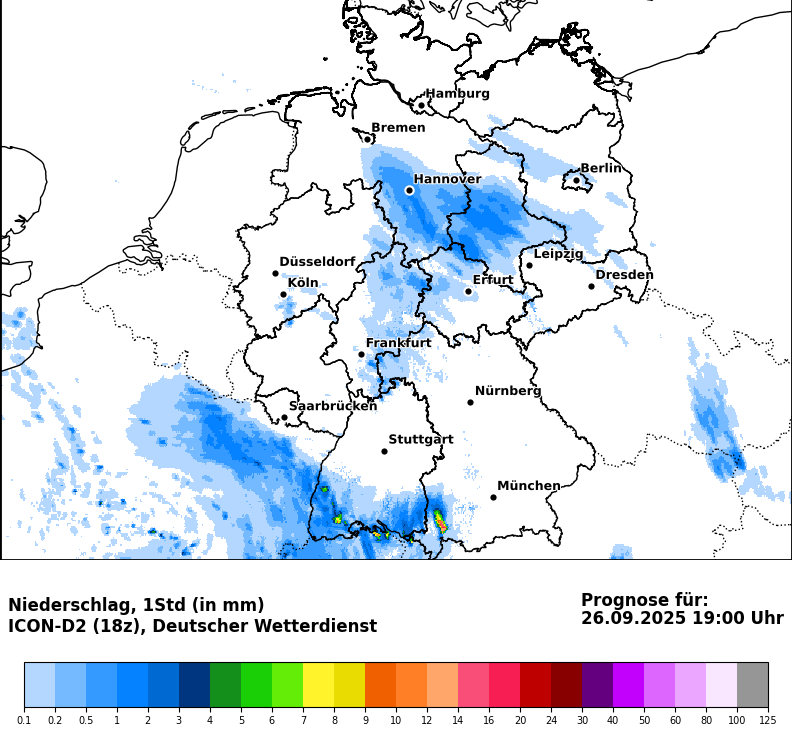 Hamburg
Bremen
Berlin
Hannover
Leipzig
Düsseldorf
Dresden
Köln
Erfurt
Frankfurt
Nürnberg
Saarbrücken
Stuttgart
München
Niederschlag, 1Std (in mm)
ICON-D2 (18z), Deutscher Wetterdienst
Prognose für:
26.09.2025 19:00 Uhr
0.1 0.2 0.5 1 2 3 4 5 6 7 8 9 10 12 14 16 20 24 30 40 50 60 80 100 125